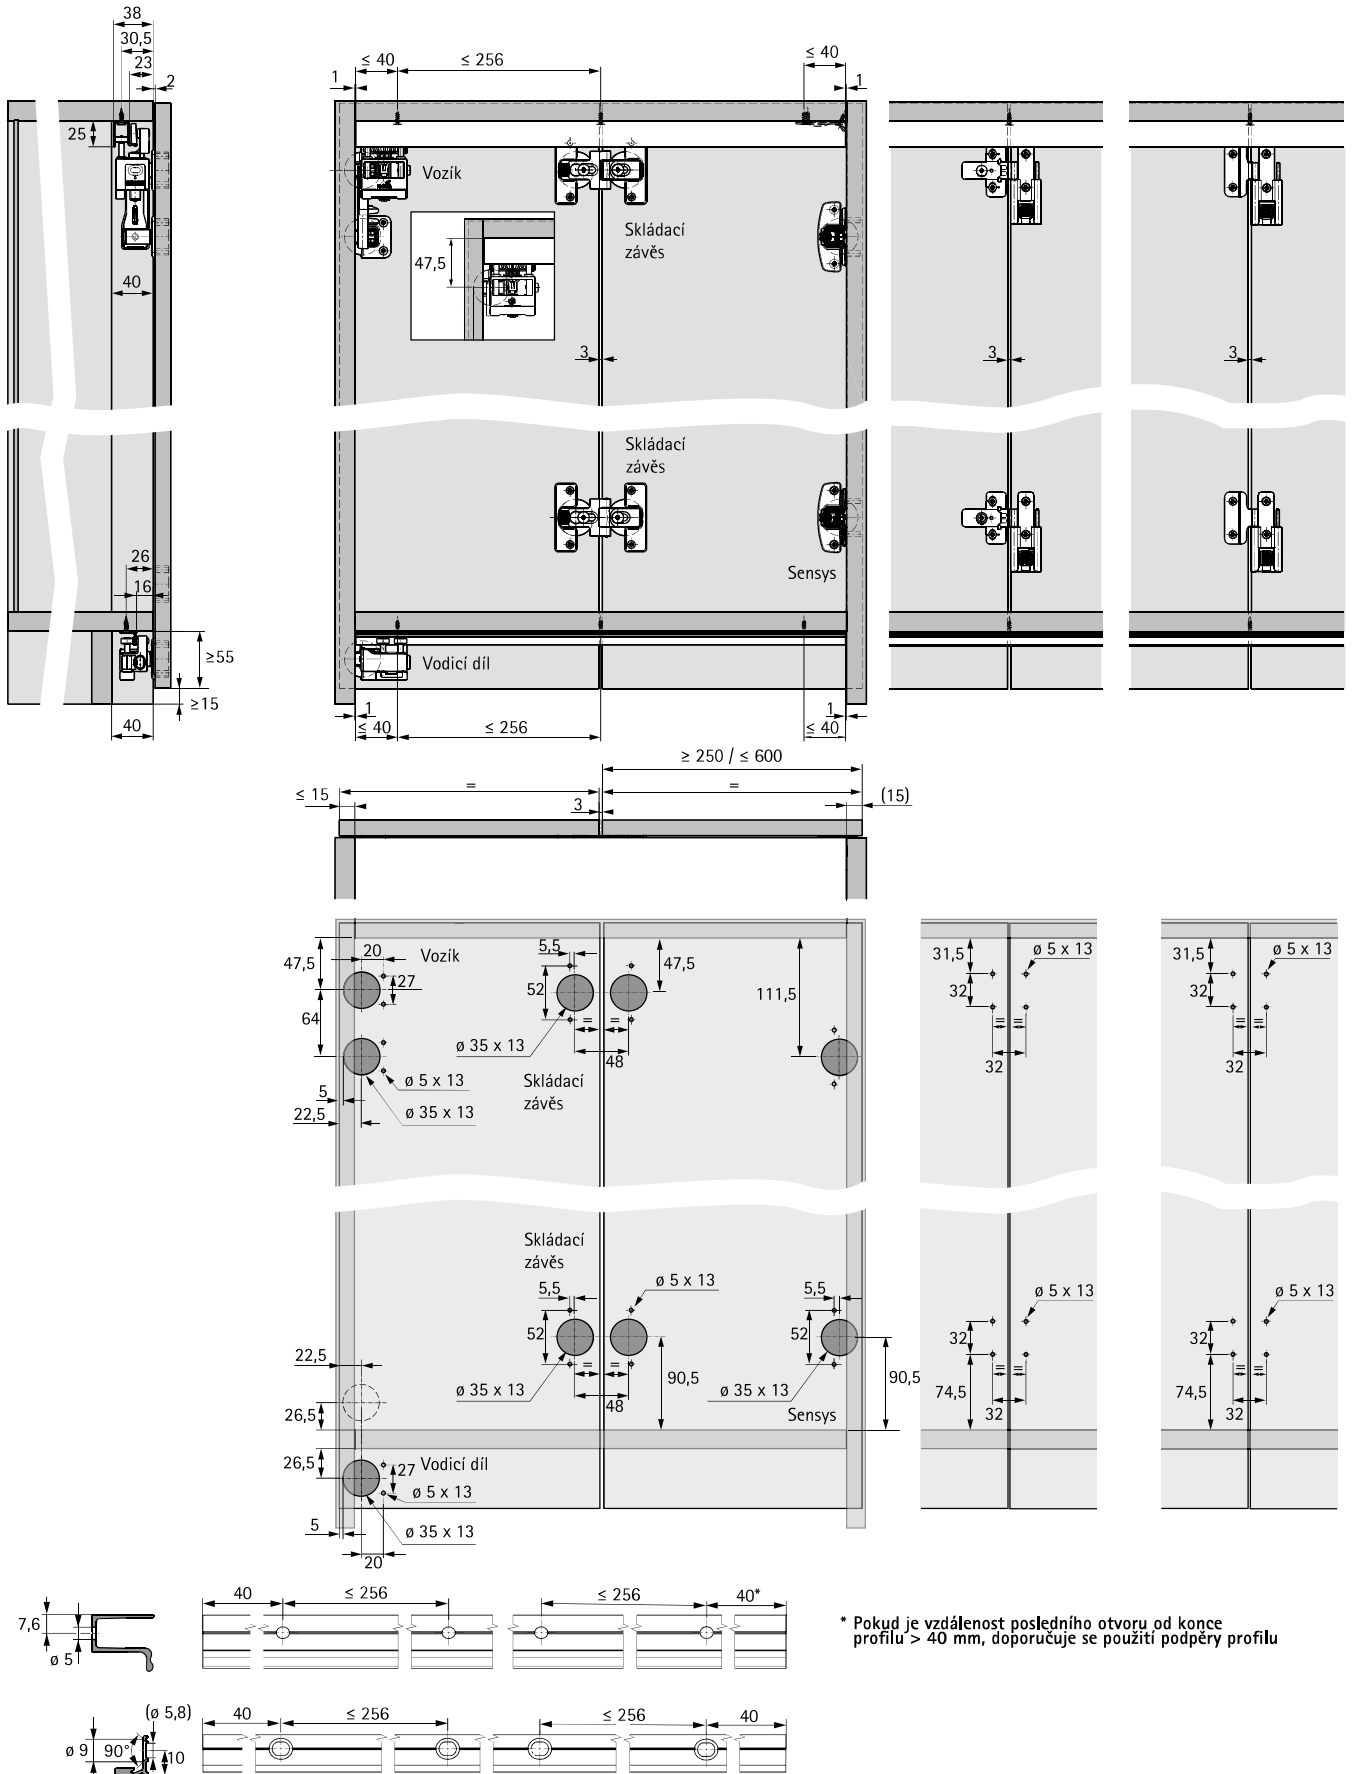 38
30,5
23
2
25
40
26
16
≥55
≥15
40
≤ 40
≤ 256
≤ 40
1
1
Vozík
Skládací
závěs
47,5
3
3
3
Skládací
závěs
Sensys
Vodicí díl
1
≤ 40
≤ 256
1
≤ 40
≥ 250 / ≤ 600
=
=
≤ 15
3
(15)
47,5
20
Vozík
27
64
5,5
52
47,5
111,5
ø 35 x 13
=
=
48
ø 5 x 13
ø 35 x 13
Skládací
závěs
5
22,5
31,5
ø 5 x 13
32
=
=
32
31,5
ø 5 x 13
32
=
=
32
Skládací
závěs
5,5
ø 5 x 13
5,5
52
52
22,5
ø 35 x 13
=
=
48
90,5
ø 35 x 13
90,5
Sensys
26,5
26,5
27
Vodicí díl
ø 5 x 13
ø 35 x 13
5
20
ø 5 x 13
32
=
=
74,5
32
ø 5 x 13
32
=
=
74,5
32
7,6
ø 5
40
≤ 256
≤ 256
40*
* Pokud je vzdálenost posledního otvoru od konce
profilu > 40 mm, doporučuje se použití podpěry profilu
(ø 5,8)
ø 9
90°
10
40
≤ 256
≤ 256
40